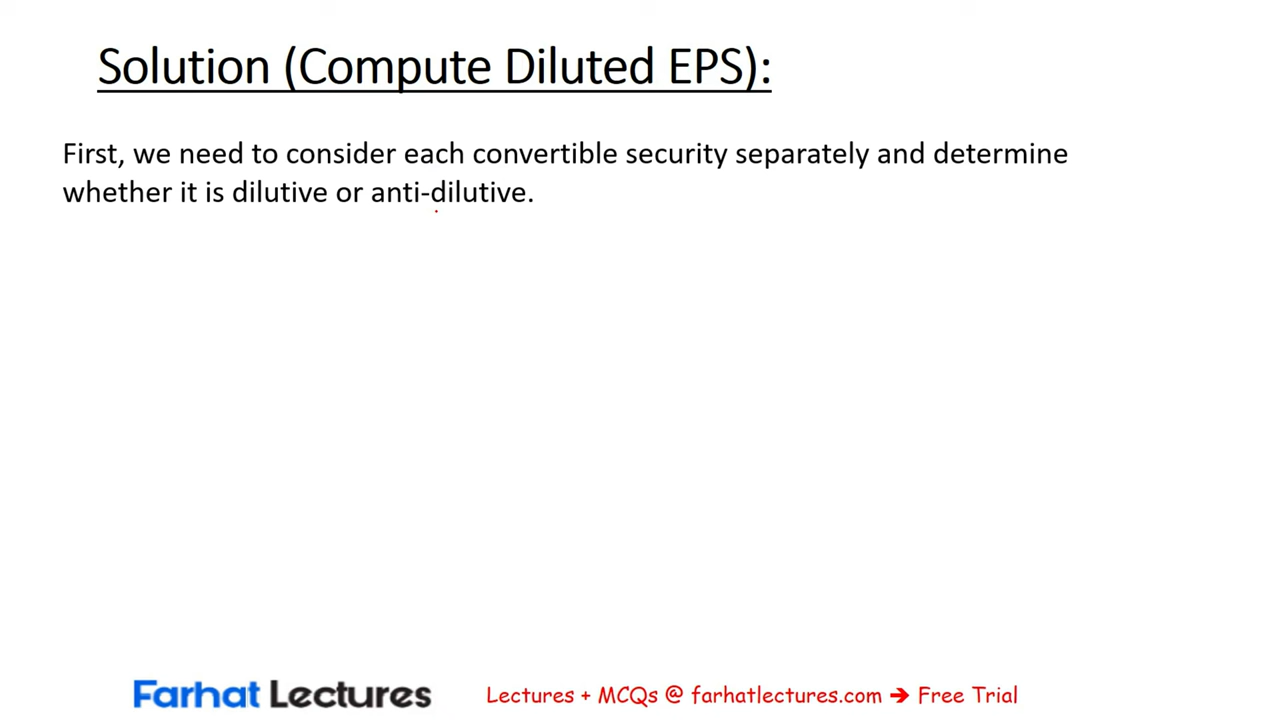 Solution (Compute Diluted EPS):
First, we need to consider each convertible security separately and determine
whether it is dilutive or anti-dilutive.
Farhat Lectures
Lectures + MCQs @ farhatlectures.com ➔ Free Trial